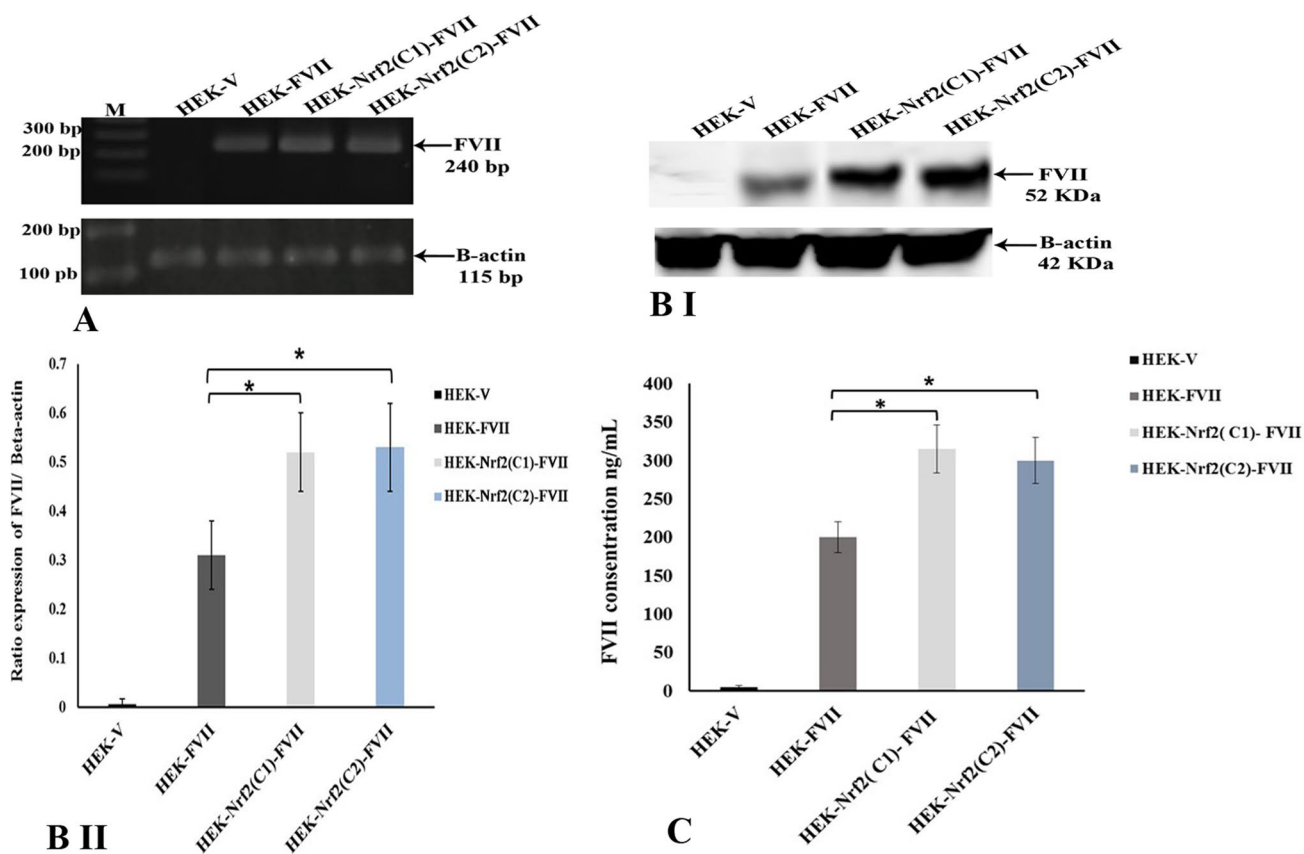 M
HEK-V
HEK-FVII
HEK-Nrf2(C1)-FVII
HEK-Nrf2(C2)-FVII
300 bp
200 bp
FVII
240 bp
200 bp
100 pb
B-actin
115 bp
A
HEK-V
HEK-FVII
HEK-Nrf2(C1)-FVII
HEK-Nrf2(C2)-FVII
FVII
52 KDa
B-actin
42 KDa
B I
Ratio expression of FVII/ Beta-actin
0.7
0.6
0.5
0.4
0.3
0.2
0.1
0
*
*
HEK-V
HEK-FVII
HEK-Nrf2(C1)-FVII
HEK-Nrf2(C2)-FVII
HEK-V
HEK-FVII
HEK-Nrf2(C1)-FVII
HEK-Nrf2(C2)-FVII
B II
FVII consentration ng/mL
400
350
300
250
200
150
100
50
0
*
*
HEK-V
HEK-FVII
HEK-Nrf2( C1)- FVII
HEK-Nrf2(C2)-FVII
HEK-V
HEK-FVII
HEK-Nrf2( C1)- FVII
HEK-Nrf2(C2)-FVII
C